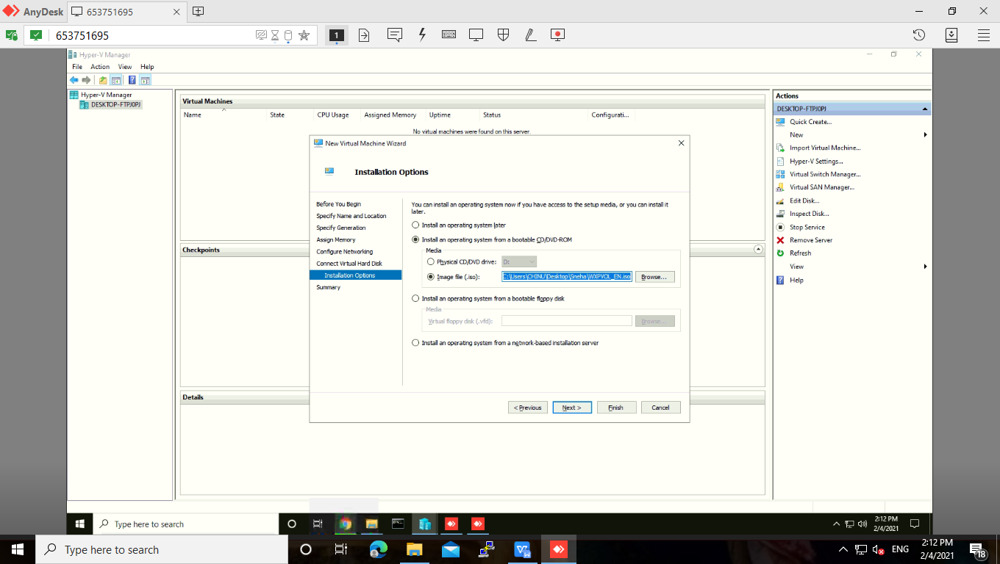 AnyDesk
653751695
653751695
1
Hyper-V Manager
File Action View Help
Hyper-V Manager
DESKTOP-FTPJ0PJ
Virtual Machines
Name State CPU Usage Assigned Memory Uptime Status Configurati...
No virtual machines were found on this server.
Checkpoints
Details
New Virtual Machine Wizard
Installation Options
Before You Begin
Specify Name and Location
Specify Generation
Assign Memory
Configure Networking
Connect Virtual Hard Disk
Installation Options
Summary
You can install an operating system now if you have access to the setup media, or you can install it
later.
Install an operating system later
Install an operating system from a bootable CD/DVD-ROM
Media
Physical CD/DVD drive: D:
Image file (.iso): C:\Users\CHINU\Desktop\Sneha\WXPVOL_EN.iso Browse...
Install an operating system from a bootable floppy disk
Media
Virtual floppy disk (.vfd): Browse...
Install an operating system from a network-based installation server
< Previous Next > Finish Cancel
Actions
DESKTOP-FTPJ0PJ
Quick Create...
New
Import Virtual Machine...
Hyper-V Settings...
Virtual Switch Manager...
Virtual SAN Manager...
Edit Disk...
Inspect Disk...
Stop Service
Remove Server
Refresh
View
Help
Type here to search
2:12 PM
2/4/2021
Type here to search
ENG
2:12 PM
2/4/2021
18